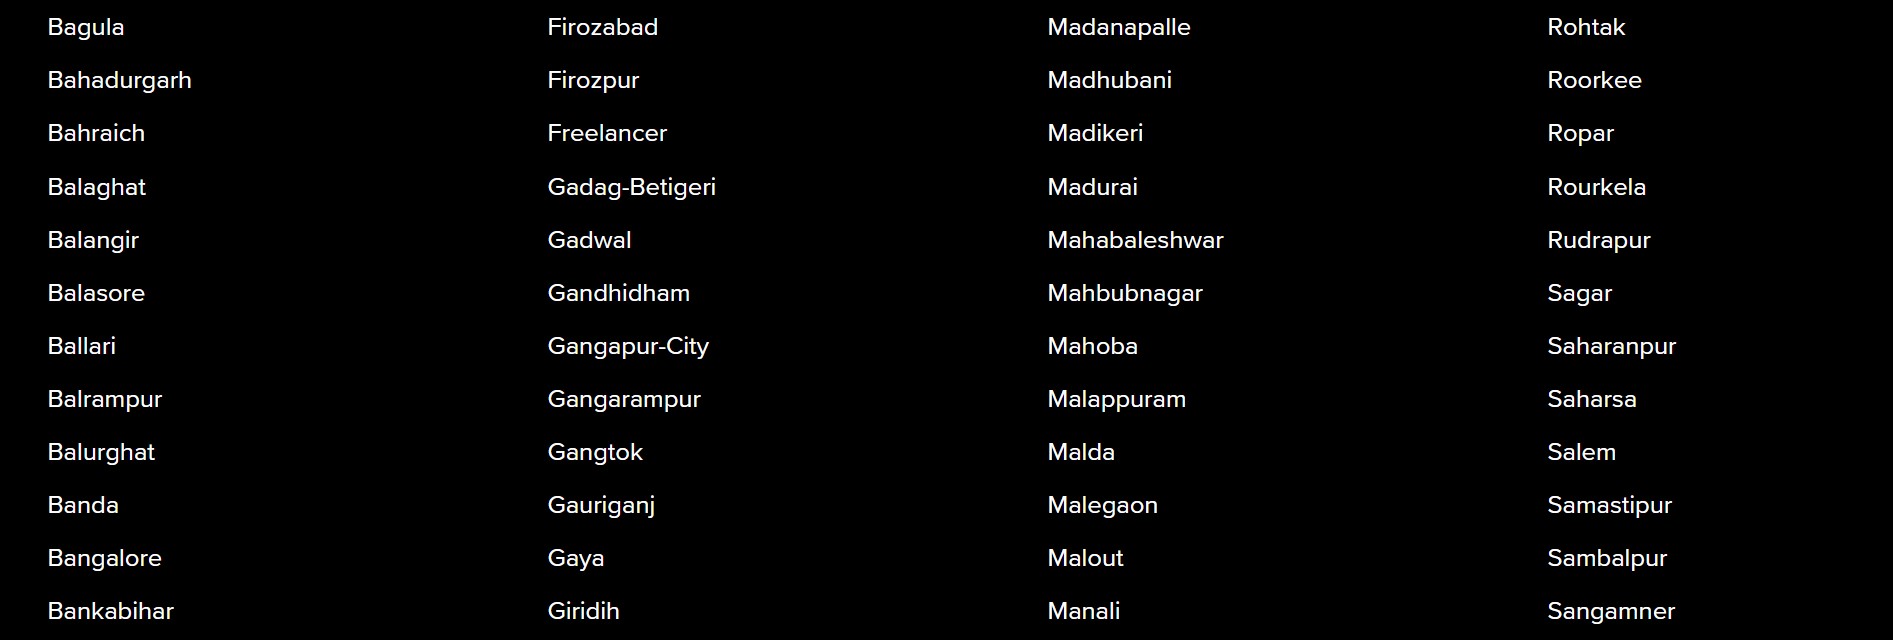 Bagula
Bahadurgarh
Bahraich
Balaghat
Balangir
Balasore
Ballari
Balrampur
Balurghat
Banda
Bangalore
Bankabihar
Firozabad
Firozpur
Freelancer
Gadag-Betigeri
Gadwal
Gandhidham
Gangapur-City
Gangarampur
Gangtok
Gauriganj
Gaya
Giridih
Madanapalle
Madhubani
Madikeri
Madurai
Mahabaleshwar
Mahbubnagar
Mahoba
Malappuram
Malda
Malegaon
Malout
Manali
Rohtak
Roorkee
Ropar
Rourkela
Rudrapur
Sagar
Saharanpur
Saharsa
Salem
Samastipur
Sambalpur
Sangamner